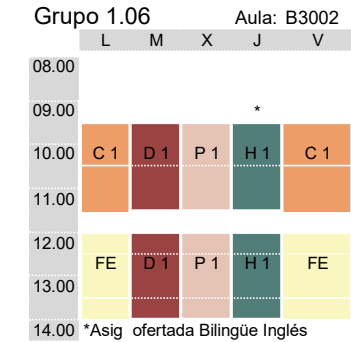 Grupo 1.06 Aula: B3002
L M X J V
08.00
09.00 *
10.00 C 1 D 1 P 1 H 1 C 1
11.00
12.00
FE D 1 P 1 H 1 FE
13.00
14.00 *Asig ofertada Bilingüe Inglés